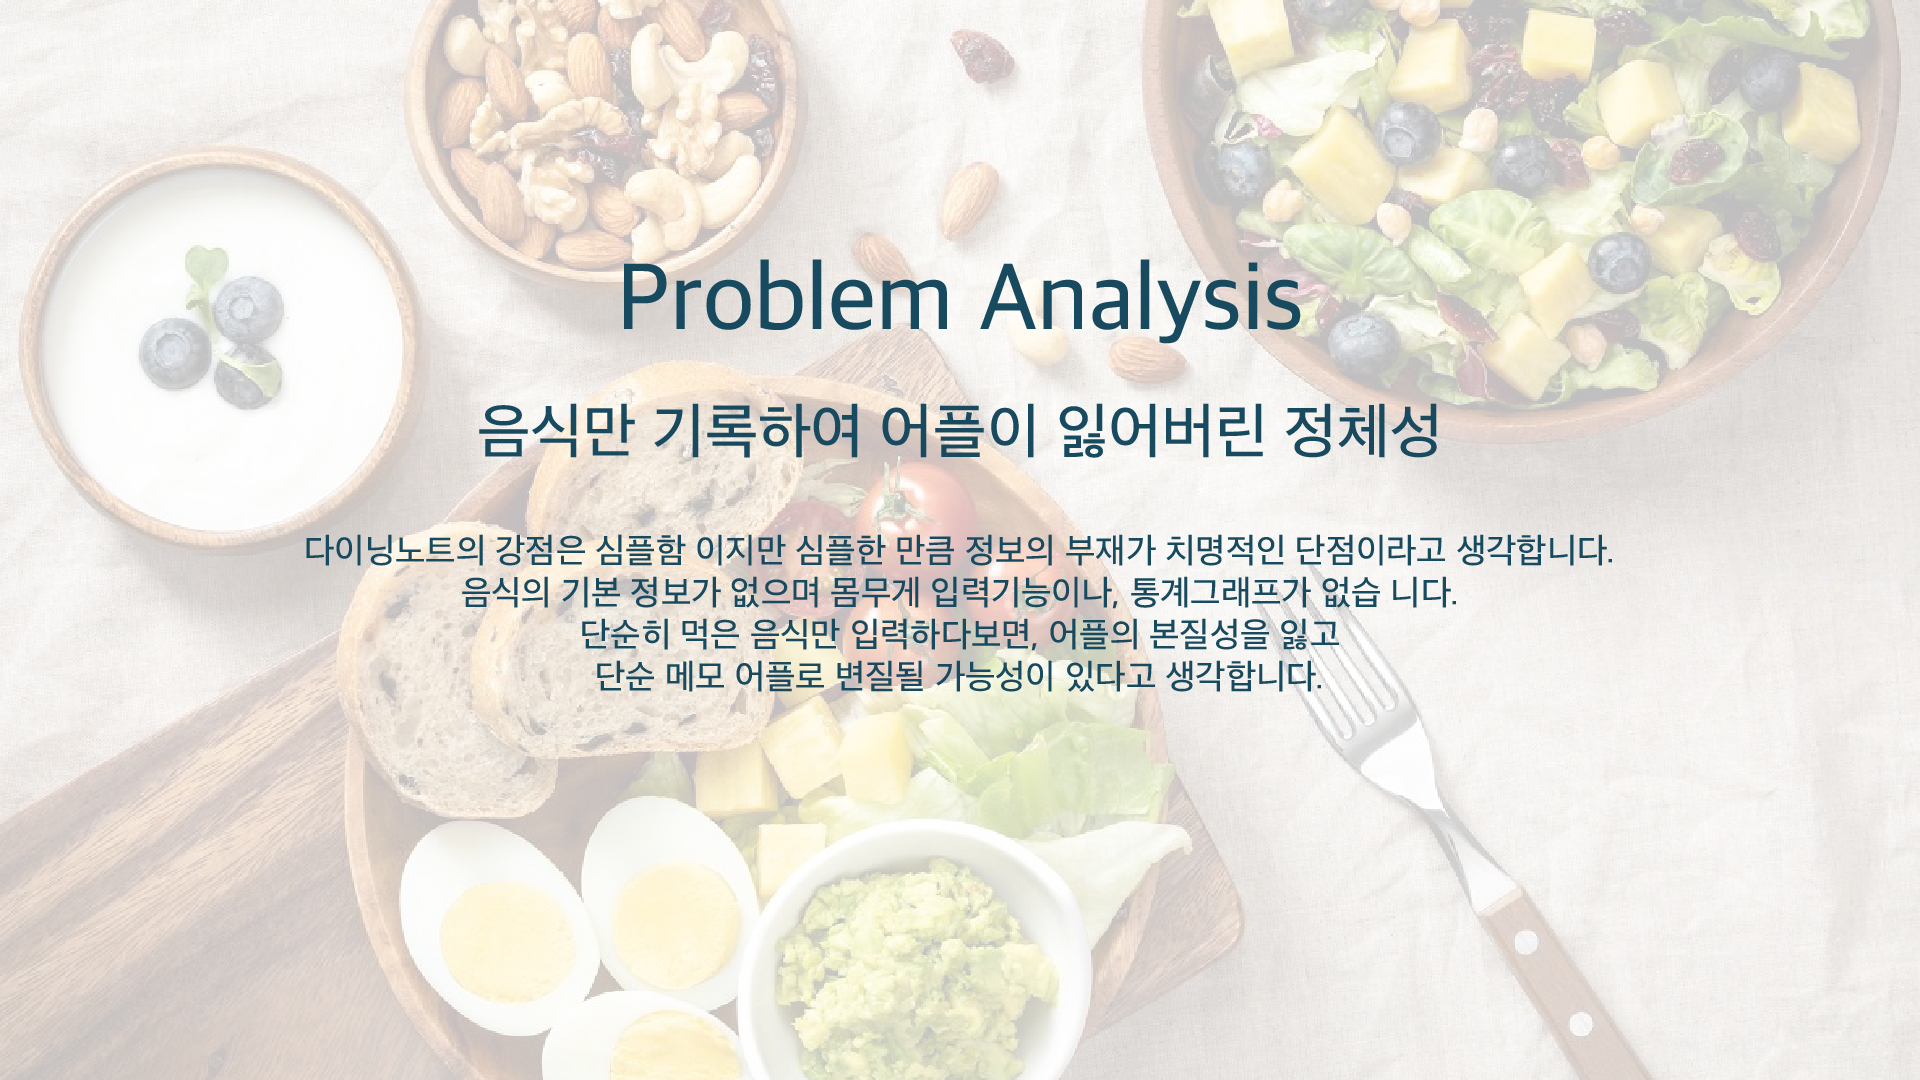 Problem Analysis
음식만 기록하여 어플이 잃어버린 정체성
다이닝노트의 강점은 심플함 이지만 심플한 만큼 정보의 부재가 치명적인 단점이라고 생각합니다.
음식의 기본 정보가 없으며 몸무게 입력기능이나, 통계그래프가 없습 니다.
단순히 먹은 음식만 입력하다보면, 어플의 본질성을 잃고
단순 메모 어플로 변질될 가능성이 있다고 생각합니다.